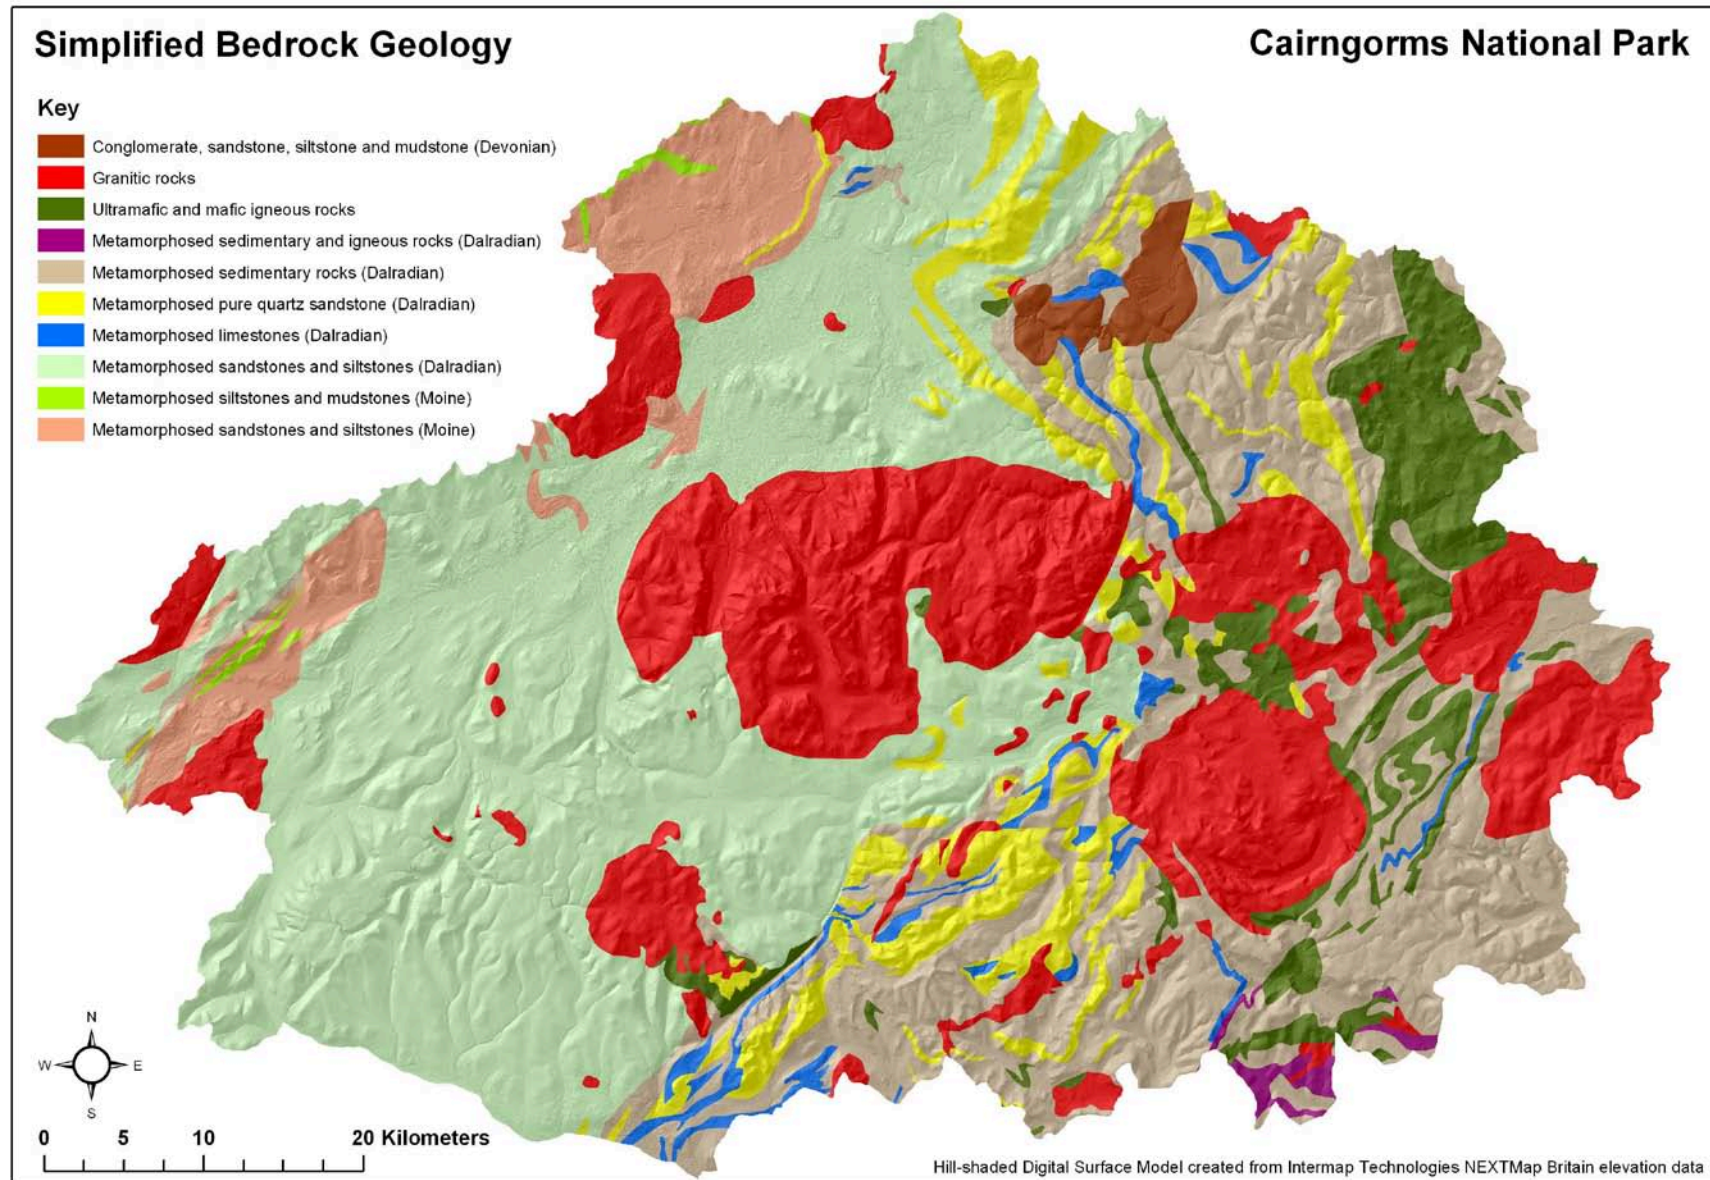 Simplified Bedrock Geology
Cairngorms National Park
Key
Conglomerate, sandstone, siltstone and mudstone (Devonian)
Granitic rocks
Ultramafic and mafic igneous rocks
Metamorphosed sedimentary and igneous rocks (Dalradian)
Metamorphosed sedimentary rocks (Dalradian)
Metamorphosed pure quartz sandstone (Dalradian)
Metamorphosed limestones (Dalradian)
Metamorphosed sandstones and siltstones (Dalradian)
Metamorphosed siltstones and mudstones (Moine)
Metamorphosed sandstones and siltstones (Moine)
N
W E
S
0 5 10 20 Kilometers
Hill-shaded Digital Surface Model created from Intermap Technologies NEXTMap Britain elevation data